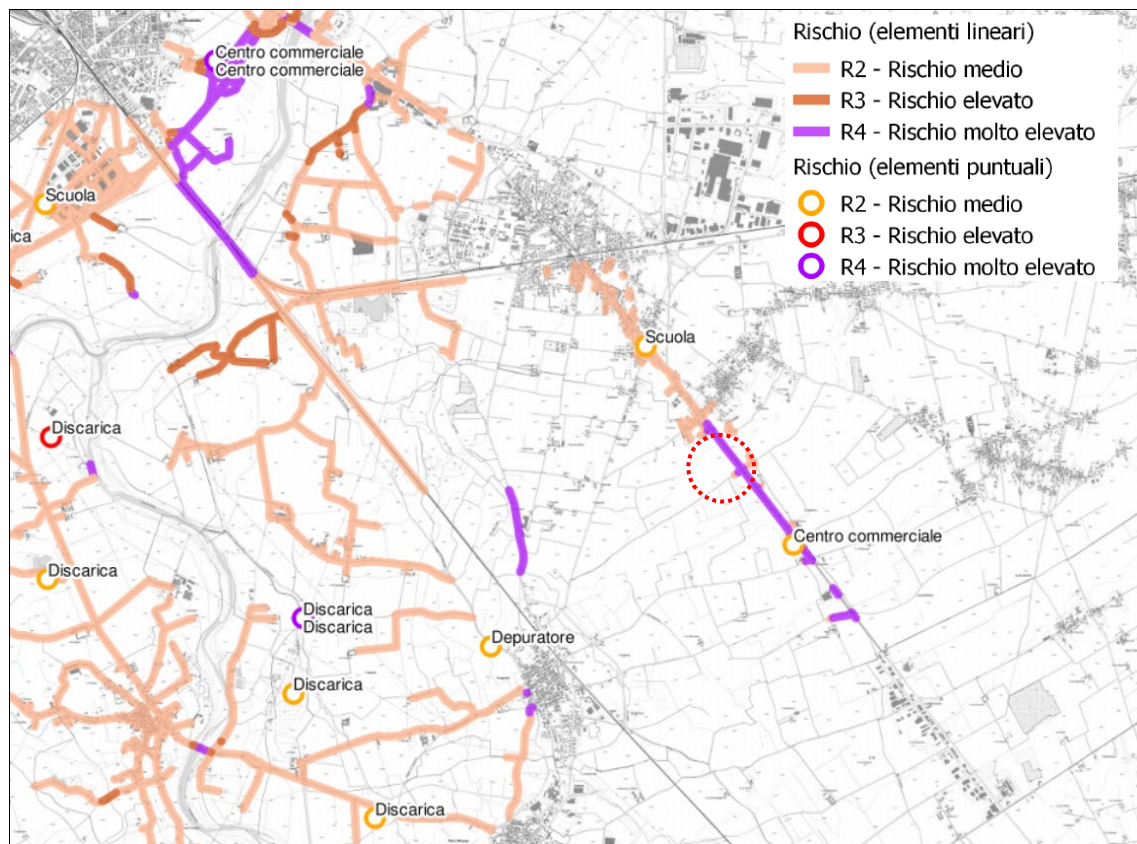 Rischio (elementi lineari)
R2 - Rischio medio
R3 - Rischio elevato
R4 - Rischio molto elevato
Rischio (elementi puntuali)
R2 - Rischio medio
R3 - Rischio elevato
R4 - Rischio molto elevato
Centro commerciale
Centro commerciale
Scuola
ica
Scuola
Discarica
Centro commerciale
Discarica
Discarica
Discarica
Depuratore
Discarica
Discarica